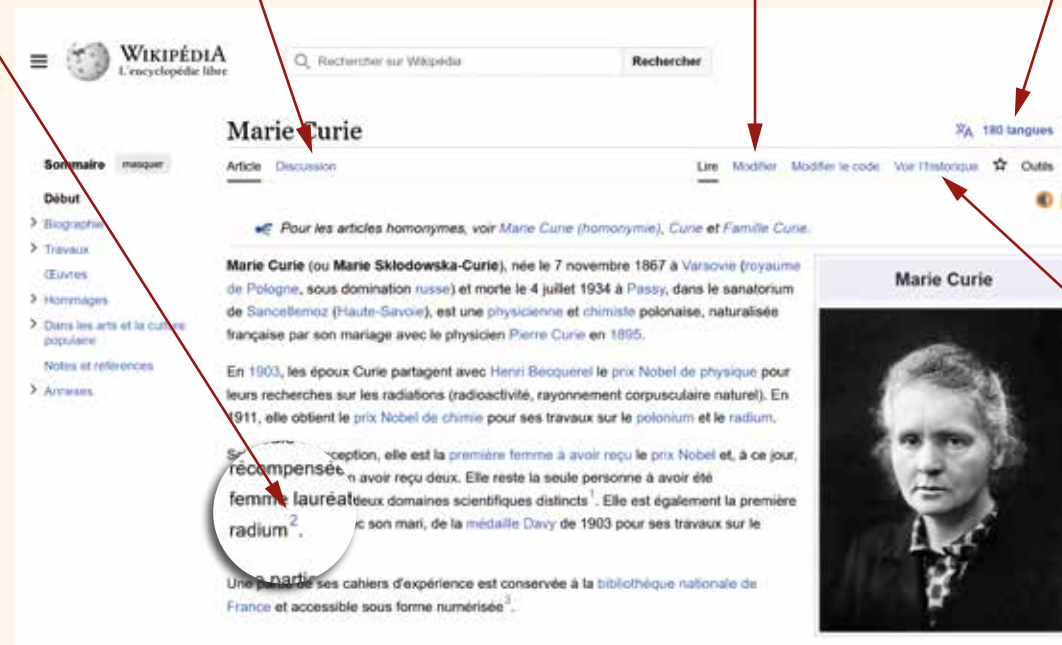 WIKIPÉDIA
L'encyclopédie libre
Rechercher sur Wikipédia
Rechercher
Marie Curie
180 langues
Sommaire masquer
Article Discussion
Lire Modifier Modifier le code Voir l'historique Outils
Début
Biographie
Travaux
Œuvres
Hommages
Dans les arts et la culture
populaire
Notes et références
Annexes
Pour les articles homonymes, voir Marie Curie (homonymie), Curie et Famille Curie.
Marie Curie (ou Marie Skłodowska-Curie), née le 7 novembre 1867 à Varsovie (royaume
de Pologne, sous domination russe) et morte le 4 juillet 1934 à Passy, dans le sanatorium
de Sancellemoz (Haute-Savoie), est une physicienne et chimiste polonaise, naturalisée
française par son mariage avec le physicien Pierre Curie en 1895.
En 1903, les époux Curie partagent avec Henri Becquerel le prix Nobel de physique pour
leurs recherches sur les radiations (radioactivité, rayonnement corpusculaire naturel). En
1911, elle obtient le prix Nobel de chimie pour ses travaux sur le polonium et le radium.
ception, elle est la première femme à avoir reçu le prix Nobel et, à ce jour,
n avoir reçu deux. Elle reste la seule personne à avoir été
deux domaines scientifiques distincts1. Elle est également la première
c son mari, de la médaille Davy de 1903 pour ses travaux sur le
récompensée
femme lauréat
radium2.
Une partie de ses cahiers d'expérience est conservée à la bibliothèque nationale de
France et accessible sous forme numérisée3.
Marie Curie